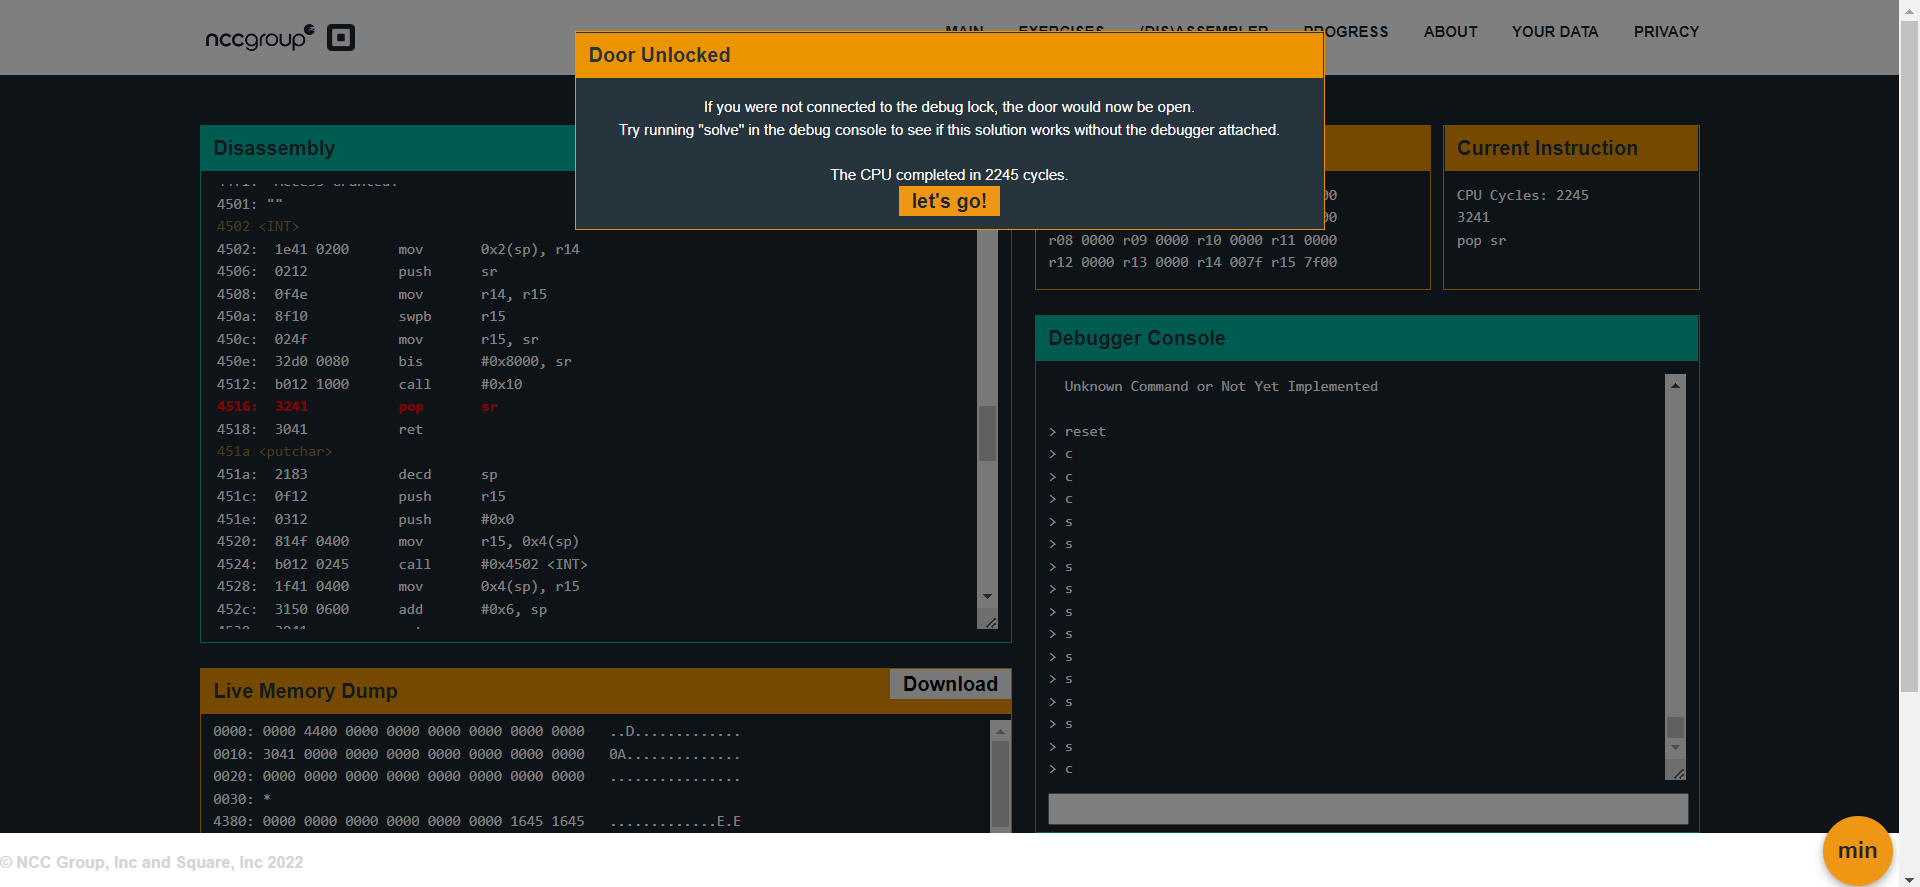 nccgroup
MAIN EXERCISES (DIS)ASSEMBLER PROGRESS ABOUT YOUR DATA PRIVACY
Door Unlocked
If you were not connected to the debug lock, the door would now be open.
Try running "solve" in the debug console to see if this solution works without the debugger attached.
The CPU completed in 2245 cycles.
let's go!
Disassembly
4501: ""
4502 <INT>
4502: 1e41 0200 mov 0x2(sp), r14
4506: 0212 push sr
4508: 0f4e mov r14, r15
450a: 8f10 swpb r15
450c: 024f mov r15, sr
450e: 32d0 0080 bis #0x8000, sr
4512: b012 1000 call #0x10
4516: 3241 pop sr
4518: 3041 ret
451a <putchar>
451a: 2183 decd sp
451c: 0f12 push r15
451e: 0312 push #0x0
4520: 814f 0400 mov r15, 0x4(sp)
4524: b012 0245 call #0x4502 <INT>
4528: 1f41 0400 mov 0x4(sp), r15
452c: 3150 0600 add #0x6, sp
00
00
r08 0000 r09 0000 r10 0000 r11 0000
r12 0000 r13 0000 r14 007f r15 7f00
Current Instruction
CPU Cycles: 2245
3241
pop sr
Debugger Console
Unknown Command or Not Yet Implemented
> reset
> c
> c
> c
> s
> s
> s
> s
> s
> s
> s
> s
> s
> s
> s
> c
Live Memory Dump
Download
0000: 0000 4400 0000 0000 0000 0000 0000 0000 ..D.............
0010: 3041 0000 0000 0000 0000 0000 0000 0000 0A..............
0020: 0000 0000 0000 0000 0000 0000 0000 0000 ................
0030: *
4380: 0000 0000 0000 0000 0000 0000 1645 1645 .............E.E
min
© NCC Group, Inc and Square, Inc 2022